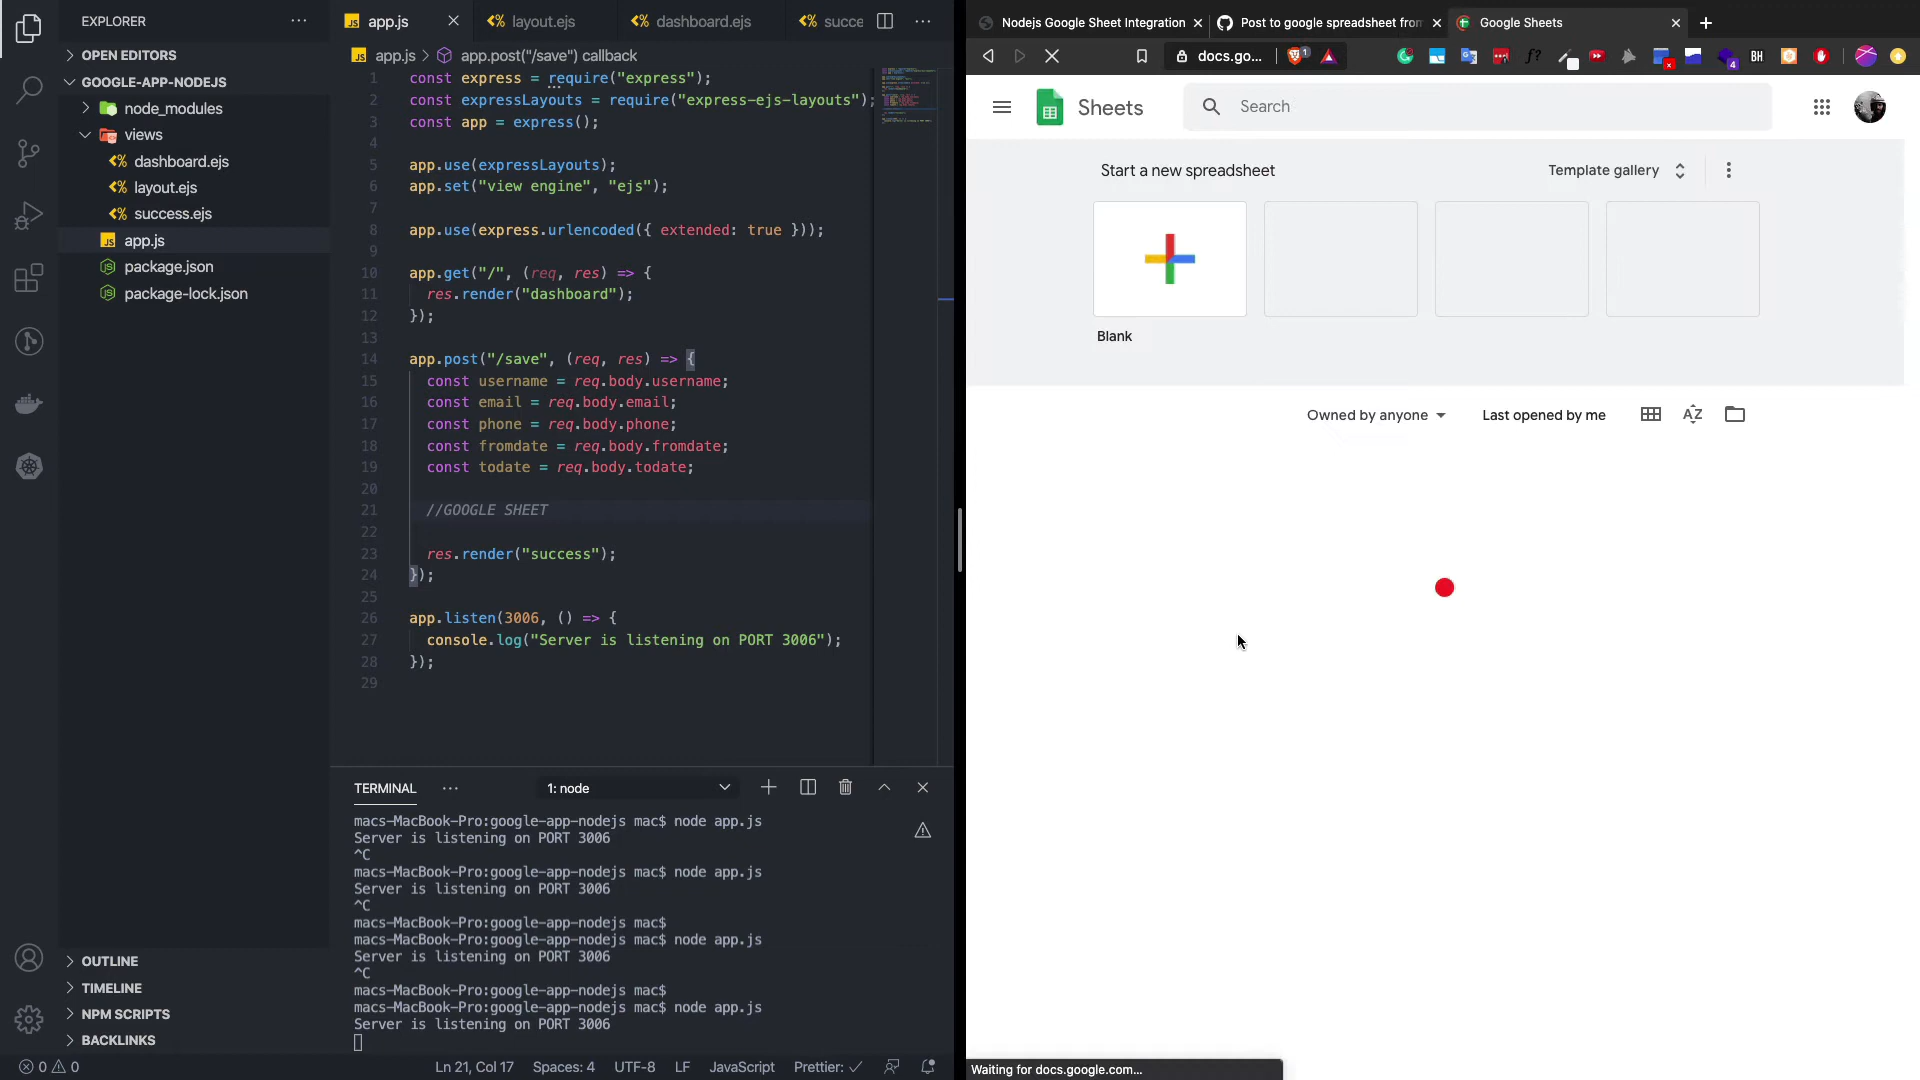 EXPLORER
OPEN EDITORS
GOOGLE-APP-NODEJS
node_modules
views
dashboard.ejs
layout.ejs
success.ejs
app.js
package.json
package-lock.json
OUTLINE
TIMELINE
NPM SCRIPTS
BACKLINKS
app.js
layout.ejs
dashboard.ejs
succe
app.js > app.post("/save") callback
1 const express = require("express");
2 const expressLayouts = require("express-ejs-layouts");
3 const app = express();
4
5 app.use(expressLayouts);
6 app.set("view engine", "ejs");
7
8 app.use(express.urlencoded({ extended: true }));
9
10 app.get("/", (req, res) => {
11 res.render("dashboard");
12 });
13
14 app.post("/save", (req, res) => {
15 const username = req.body.username;
16 const email = req.body.email;
17 const phone = req.body.phone;
18 const fromdate = req.body.fromdate;
19 const todate = req.body.todate;
20
21 //GOOGLE SHEET
22
23 res.render("success");
24 });
25
26 app.listen(3006, () => {
27 console.log("Server is listening on PORT 3006");
28 });
29
TERMINAL
1: node
macs-MacBook-Pro:google-app-nodejs mac$ node app.js
Server is listening on PORT 3006
^C
macs-MacBook-Pro:google-app-nodejs mac$ node app.js
Server is listening on PORT 3006
^C
macs-MacBook-Pro:google-app-nodejs mac$
macs-MacBook-Pro:google-app-nodejs mac$ node app.js
Server is listening on PORT 3006
^C
macs-MacBook-Pro:google-app-nodejs mac$
macs-MacBook-Pro:google-app-nodejs mac$ node app.js
Server is listening on PORT 3006
0 0
Ln 21, Col 17
Spaces: 4
UTF-8
LF
JavaScript
Prettier: ✓
Nodejs Google Sheet Integration
Post to google spreadsheet from
Google Sheets
docs.go...
1
4
BH
Sheets
Search
Start a new spreadsheet
Template gallery
Blank
Owned by anyone
Last opened by me
AZ
Waiting for docs.google.com...